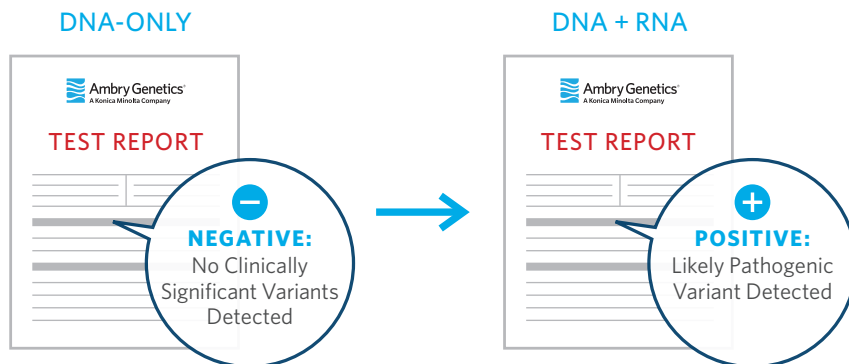 DNA-ONLY
Ambry Genetics®
A Konica Minolta Company
TEST REPORT
NEGATIVE:
No Clinically
Significant Variants
Detected
DNA + RNA
Ambry Genetics®
A Konica Minolta Company
TEST REPORT
POSITIVE:
Likely Pathogenic
Variant Detected